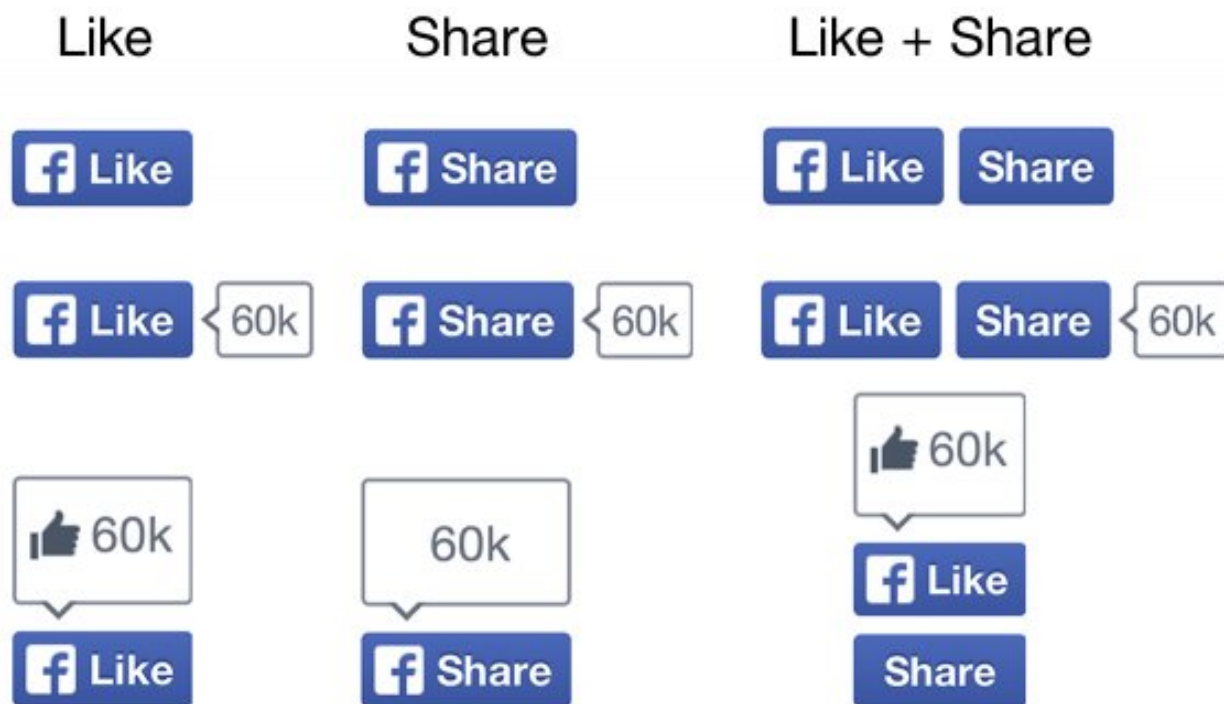 Like Share Like + Share
f Like f Share f Like Share
f Like 60k f Share 60k f Like Share 60k
60k
60k 60k
f Like
f Like f Share Share